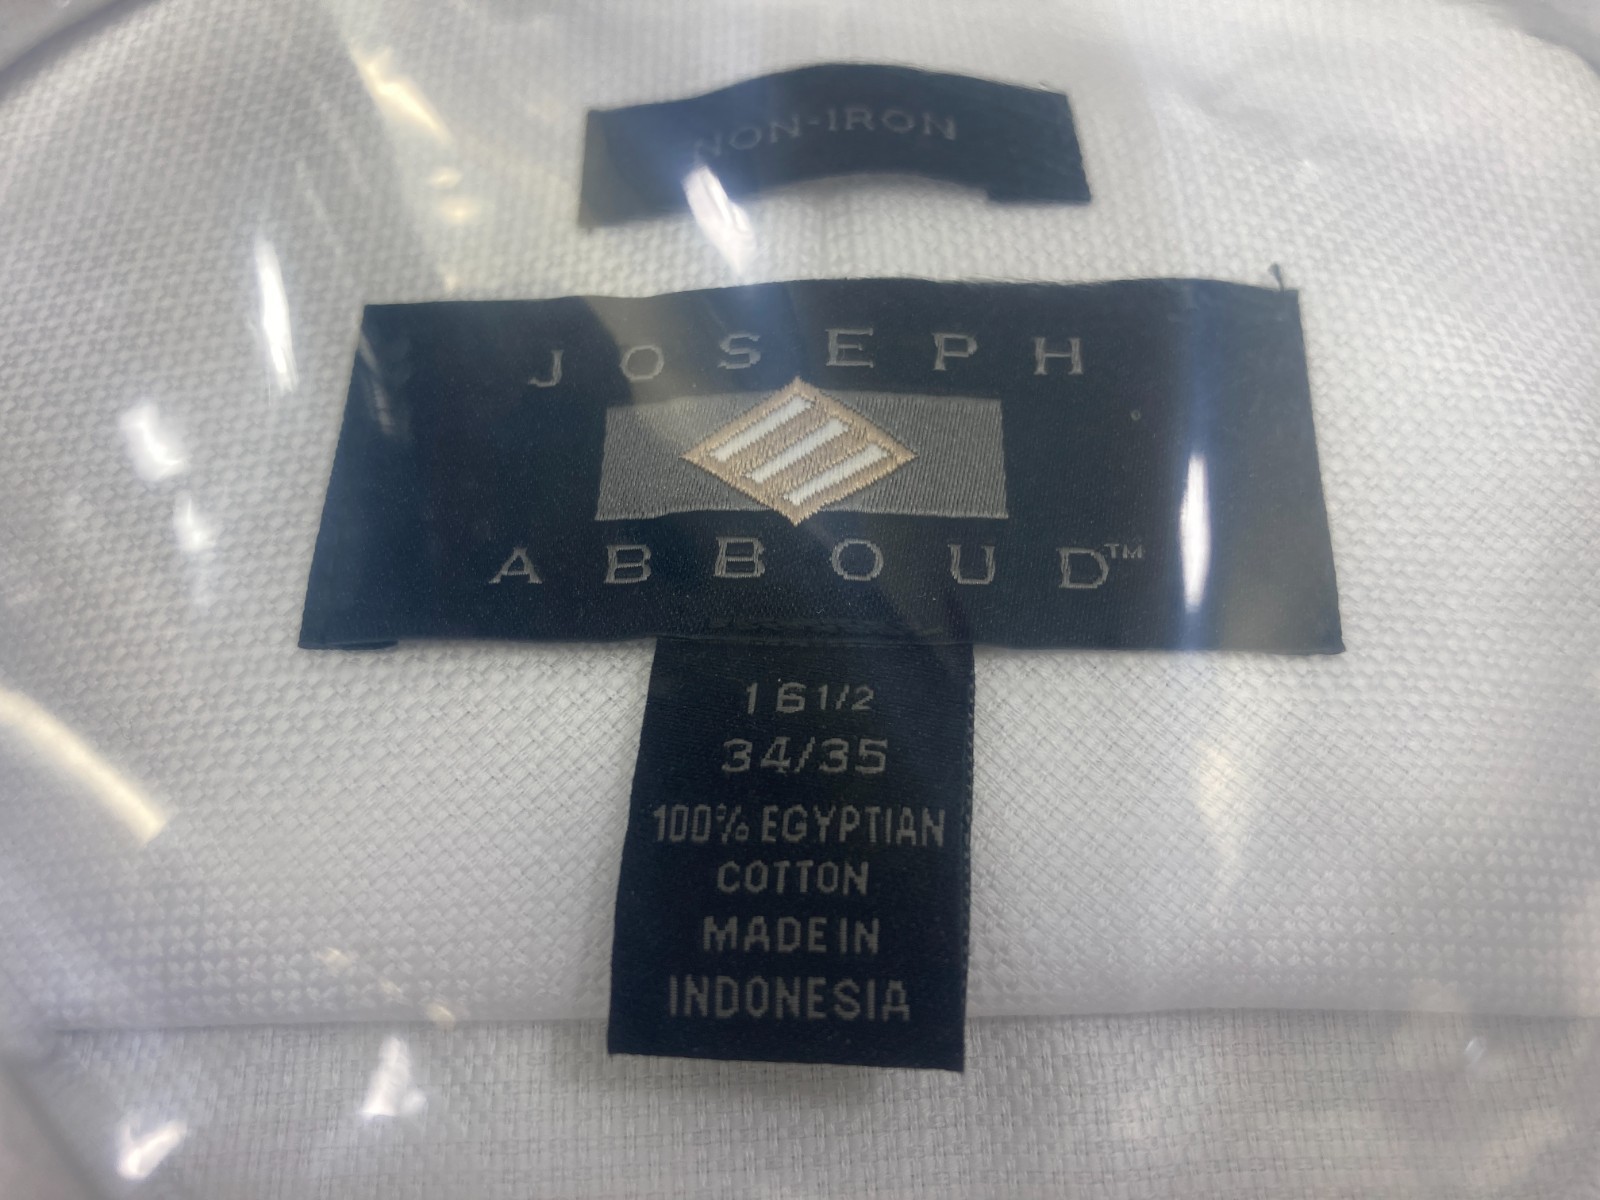 NON-IRON
JOSEPH
ABBOUD™
16 1/2
34/35
100% EGYPTIAN
COTTON
MADE IN
INDONESIA